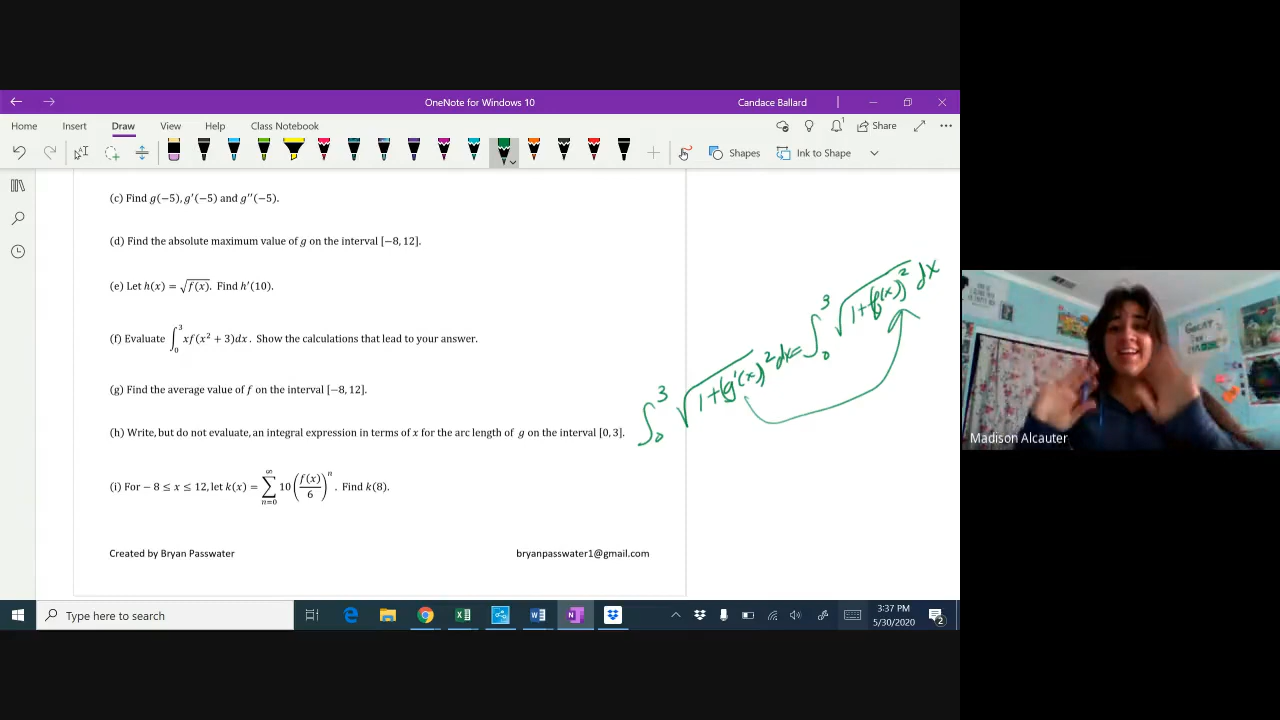 OneNote for Windows 10
Candace Ballard
Home Insert Draw View Help Class Notebook
Share
Shapes Ink to Shape
(c) Find g(−5), g′(−5) and g′′(−5).
(d) Find the absolute maximum value of g on the interval [−8, 12].
(e) Let h(x) = √f(x). Find h′(10).
(f) Evaluate ∫₀³ xf(x² + 3)dx. Show the calculations that lead to your answer.
(g) Find the average value of f on the interval [−8, 12].
(h) Write, but do not evaluate, an integral expression in terms of x for the arc length of g on the interval [0, 3].
∫₀³ √1+(g′(x))² dx = ∫₀³ √1+(f(x))² dx
(i) For − 8 ≤ x ≤ 12, let k(x) = ∑ₙ₌₀^∞ 10 (f(x)/6)ⁿ. Find k(8).
Created by Bryan Passwater bryanpasswater1@gmail.com
GREAT
Madison Alcauter
Type here to search
3:37 PM
5/30/2020
2